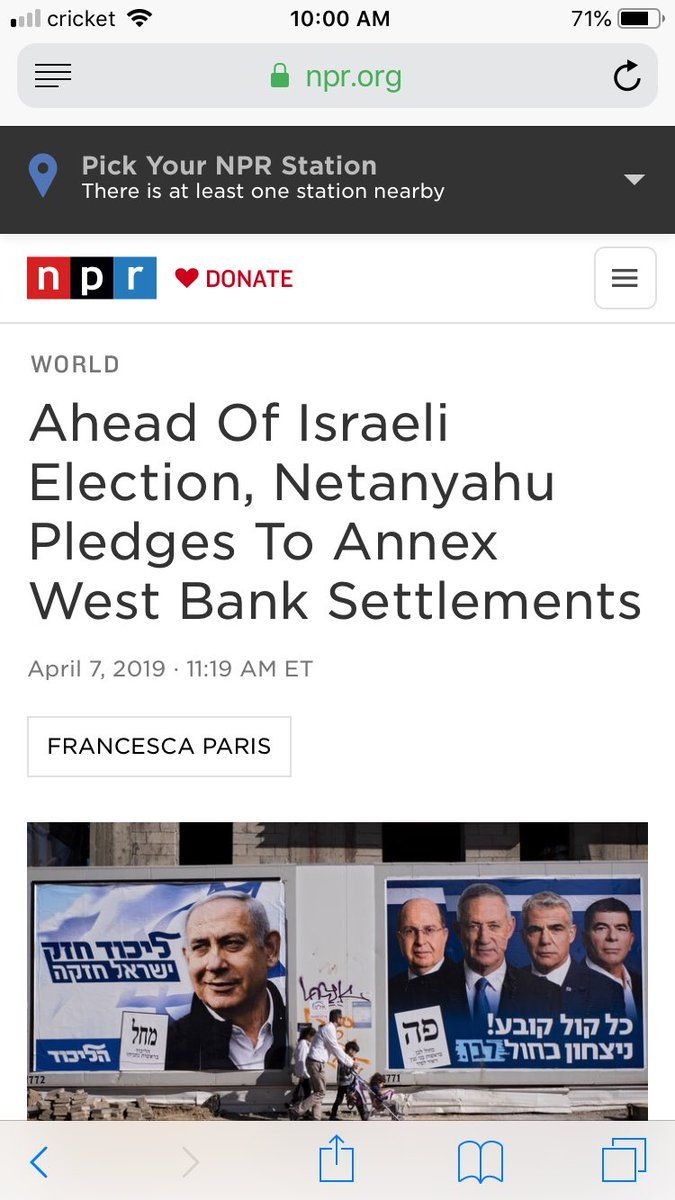 cricket 10:00 AM 71%
npr.org
Pick Your NPR Station
There is at least one station nearby
npr DONATE
WORLD
Ahead Of Israeli
Election, Netanyahu
Pledges To Annex
West Bank Settlements
April 7, 2019 · 11:19 AM ET
FRANCESCA PARIS
ליכוד חזק
ישראל חזקה
מחל
הליכוד
772
פה
כל קול קובע!
ניצחון בכחול לבן
771